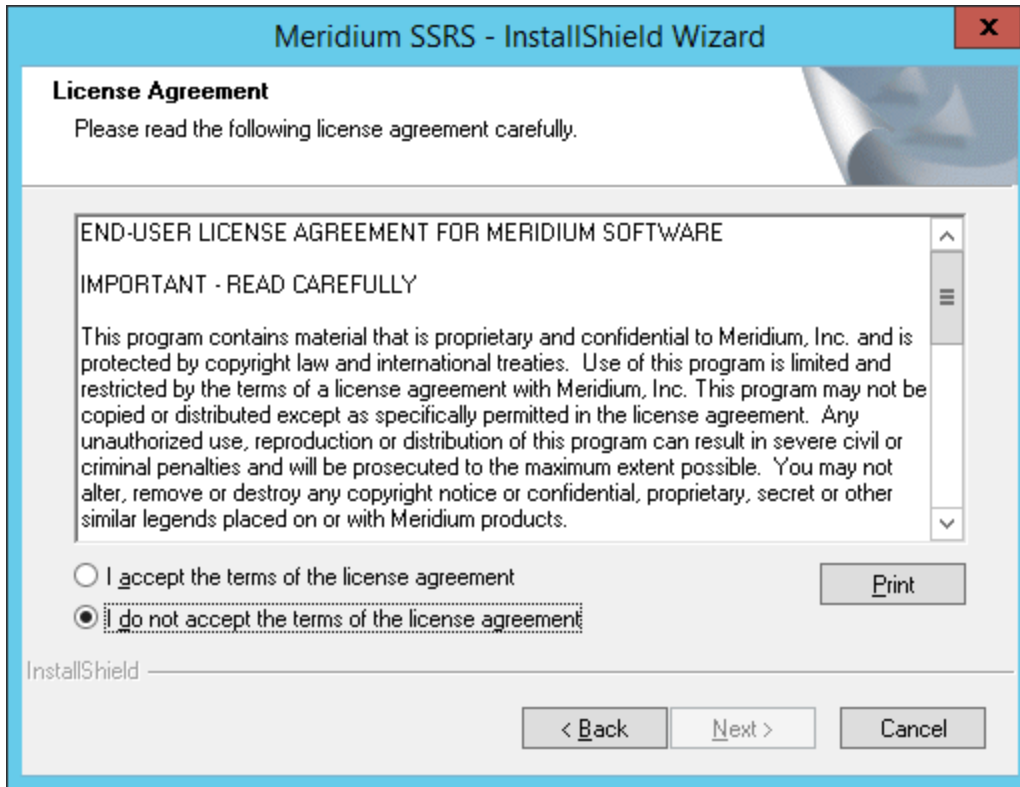 Meridium SSRS - InstallShield Wizard
x
License Agreement
Please read the following license agreement carefully.
END-USER LICENSE AGREEMENT FOR MERIDIUM SOFTWARE
IMPORTANT - READ CAREFULLY
This program contains material that is proprietary and confidential to Meridium, Inc. and is
protected by copyright law and international treaties.  Use of this program is limited and
restricted by the terms of a license agreement with Meridium, Inc. This program may not be
copied or distributed except as specifically permitted in the license agreement.  Any
unauthorized use, reproduction or distribution of this program can result in severe civil or
criminal penalties and will be prosecuted to the maximum extent possible.  You may not
alter, remove or destroy any copyright notice or confidential, proprietary, secret or other
similar legends placed on or with Meridium products.
I accept the terms of the license agreement
Print
I do not accept the terms of the license agreement
InstallShield
< Back
Next >
Cancel